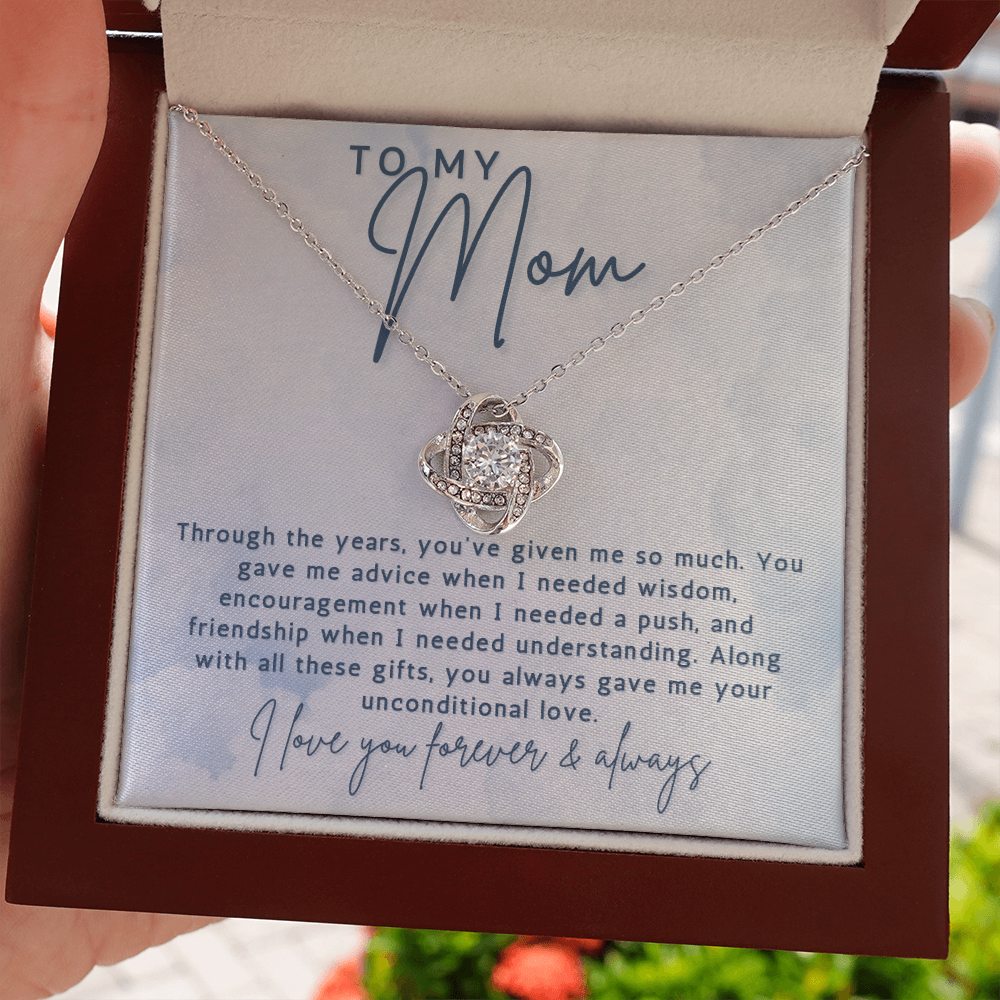 TO MY
Mom
Through the years, you've given me so much. You
gave me advice when I needed wisdom,
encouragement when I needed a push, and
friendship when I needed understanding. Along
with all these gifts, you always gave me your
unconditional love.
I love you forever & always